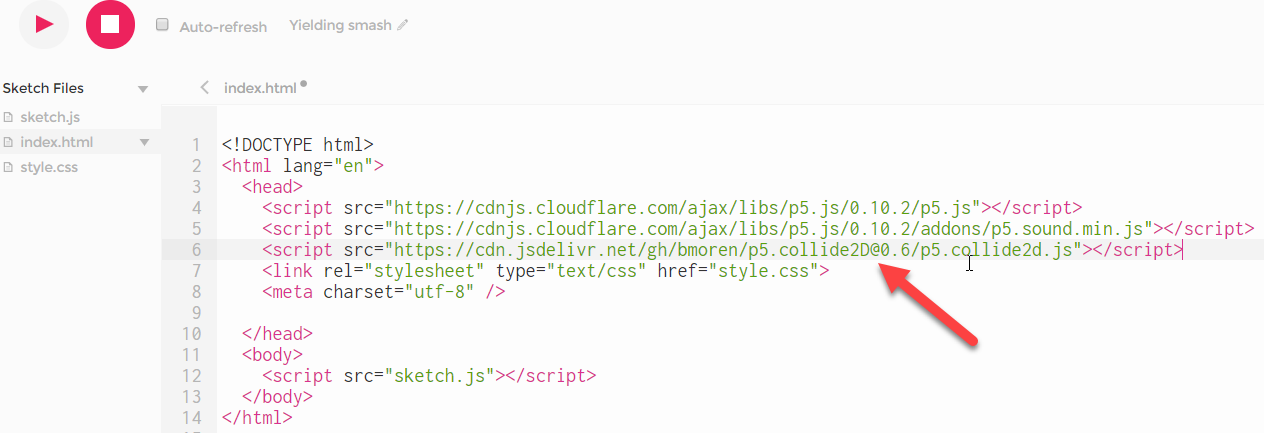 Auto-refresh Yielding smash
Sketch Files
index.html
sketch.js
index.html
style.css
1 <!DOCTYPE html>
2 <html lang="en">
3 <head>
4 <script src="https://cdnjs.cloudflare.com/ajax/libs/p5.js/0.10.2/p5.js"></script>
5 <script src="https://cdnjs.cloudflare.com/ajax/libs/p5.js/0.10.2/addons/p5.sound.min.js"></script>
6 <script src="https://cdn.jsdelivr.net/gh/bmoren/p5.collide2D@0.6/p5.collide2d.js"></script>
7 <link rel="stylesheet" type="text/css" href="style.css">
8 <meta charset="utf-8" />
9
10 </head>
11 <body>
12 <script src="sketch.js"></script>
13 </body>
14 </html>